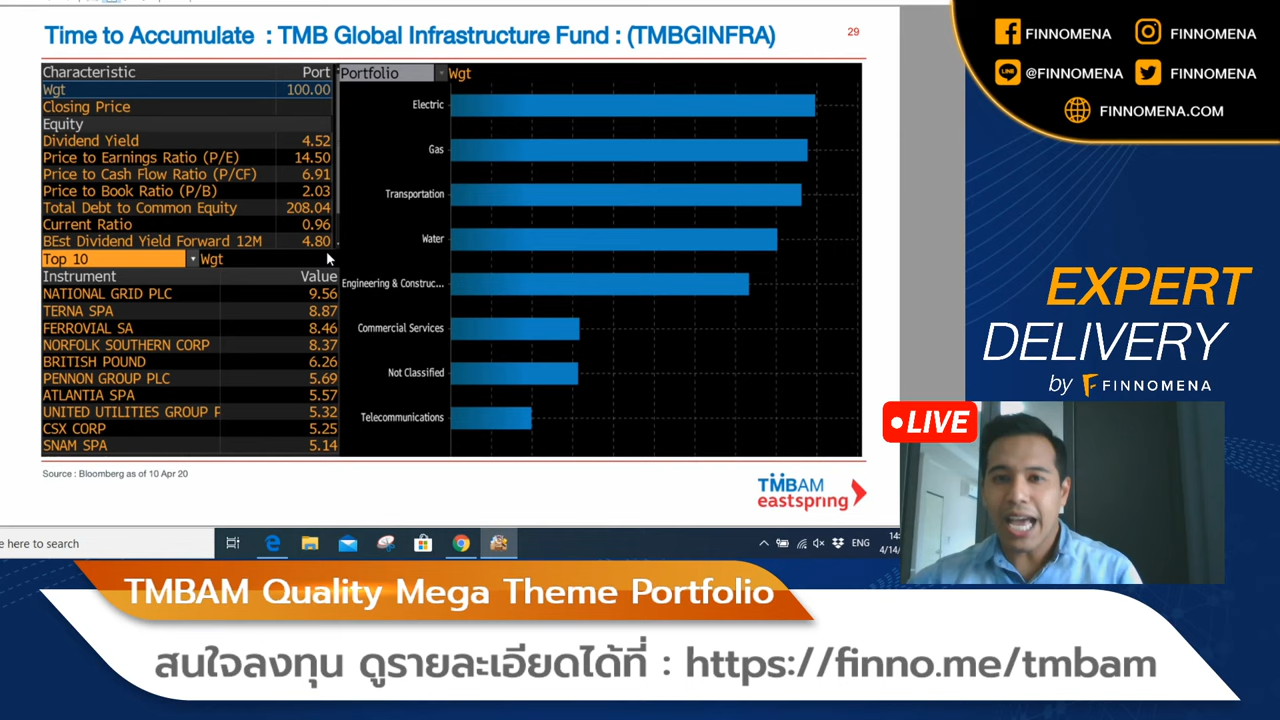 Time to Accumulate : TMB Global Infrastructure Fund : (TMBGINFRA)
29
Characteristic Port
Wgt 100.00
Closing Price
Equity
Dividend Yield 4.52
Price to Earnings Ratio (P/E) 14.50
Price to Cash Flow Ratio (P/CF) 6.91
Price to Book Ratio (P/B) 2.03
Total Debt to Common Equity 208.04
Current Ratio 0.96
BEst Dividend Yield Forward 12M 4.80
Top 10 Wgt
Instrument Value
NATIONAL GRID PLC 9.56
TERNA SPA 8.87
FERROVIAL SA 8.46
NORFOLK SOUTHERN CORP 8.37
BRITISH POUND 6.26
PENNON GROUP PLC 5.69
ATLANTIA SPA 5.57
UNITED UTILITIES GROUP P 5.32
CSX CORP 5.25
SNAM SPA 5.14
Portfolio Wgt
Electric
Gas
Transportation
Water
Engineering & Construc...
Commercial Services
Not Classified
Telecommunications
Source : Bloomberg as of 10 Apr 20
TMBAM
eastspring
FINNOMENA FINNOMENA
@FINNOMENA FINNOMENA
FINNOMENA.COM
EXPERT
DELIVERY
by FINNOMENA
LIVE
e here to search
ENG
TMBAM Quality Mega Theme Portfolio
สนใจลงทุน ดูรายละเอียดได้ที่ : https://finno.me/tmbam